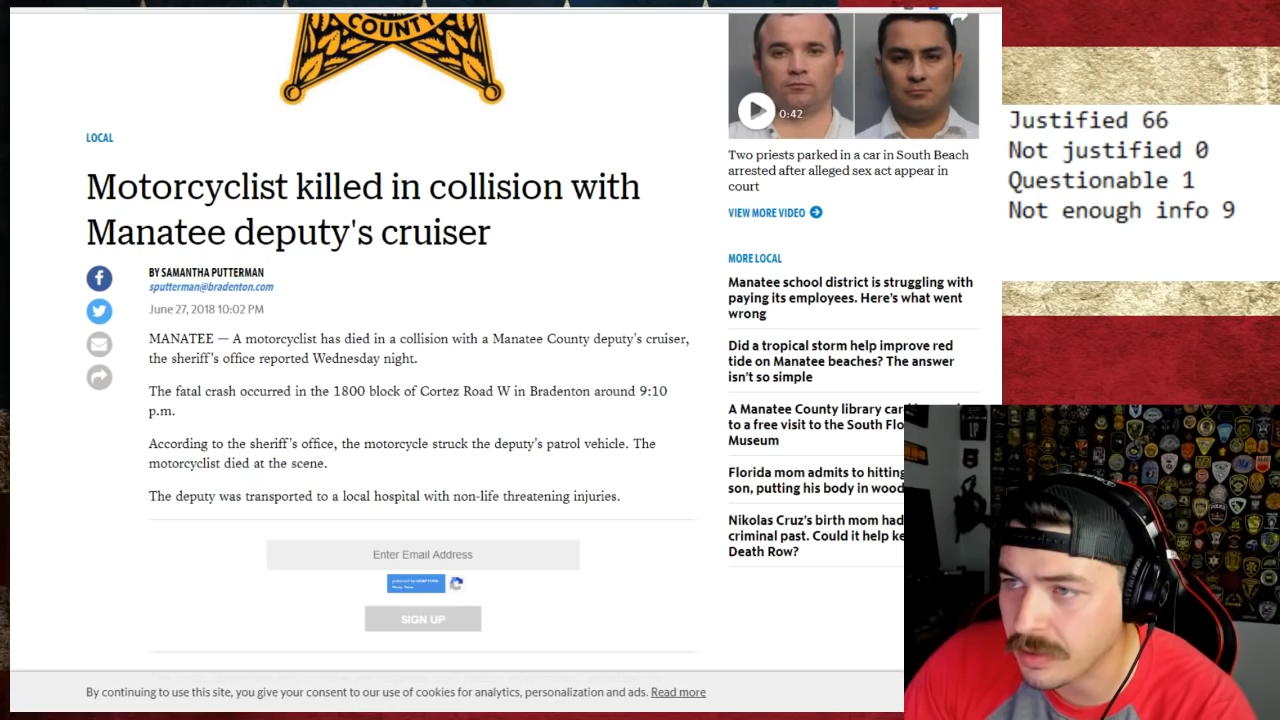 COUNTY
LOCAL
Motorcyclist killed in collision with
Manatee deputy's cruiser
BY SAMANTHA PUTTERMAN
sputterman@bradenton.com
June 27, 2018 10:02 PM
MANATEE — A motorcyclist has died in a collision with a Manatee County deputy's cruiser,
the sheriff's office reported Wednesday night.
The fatal crash occurred in the 1800 block of Cortez Road W in Bradenton around 9:10
p.m.
According to the sheriff's office, the motorcycle struck the deputy's patrol vehicle. The
motorcyclist died at the scene.
The deputy was transported to a local hospital with non-life threatening injuries.
Enter Email Address
SIGN UP
By continuing to use this site, you give your consent to our use of cookies for analytics, personalization and ads. Read more
0:42
Two priests parked in a car in South Beach
arrested after alleged sex act appear in
court
VIEW MORE VIDEO
MORE LOCAL
Manatee school district is struggling with
paying its employees. Here's what went
wrong
Did a tropical storm help improve red
tide on Manatee beaches? The answer
isn't so simple
A Manatee County library car
to a free visit to the South Flo
Museum
Florida mom admits to hitting
son, putting his body in wood
Nikolas Cruz's birth mom had
criminal past. Could it help ke
Death Row?
Justified 66
Not justified 0
Questionable 1
Not enough info 9